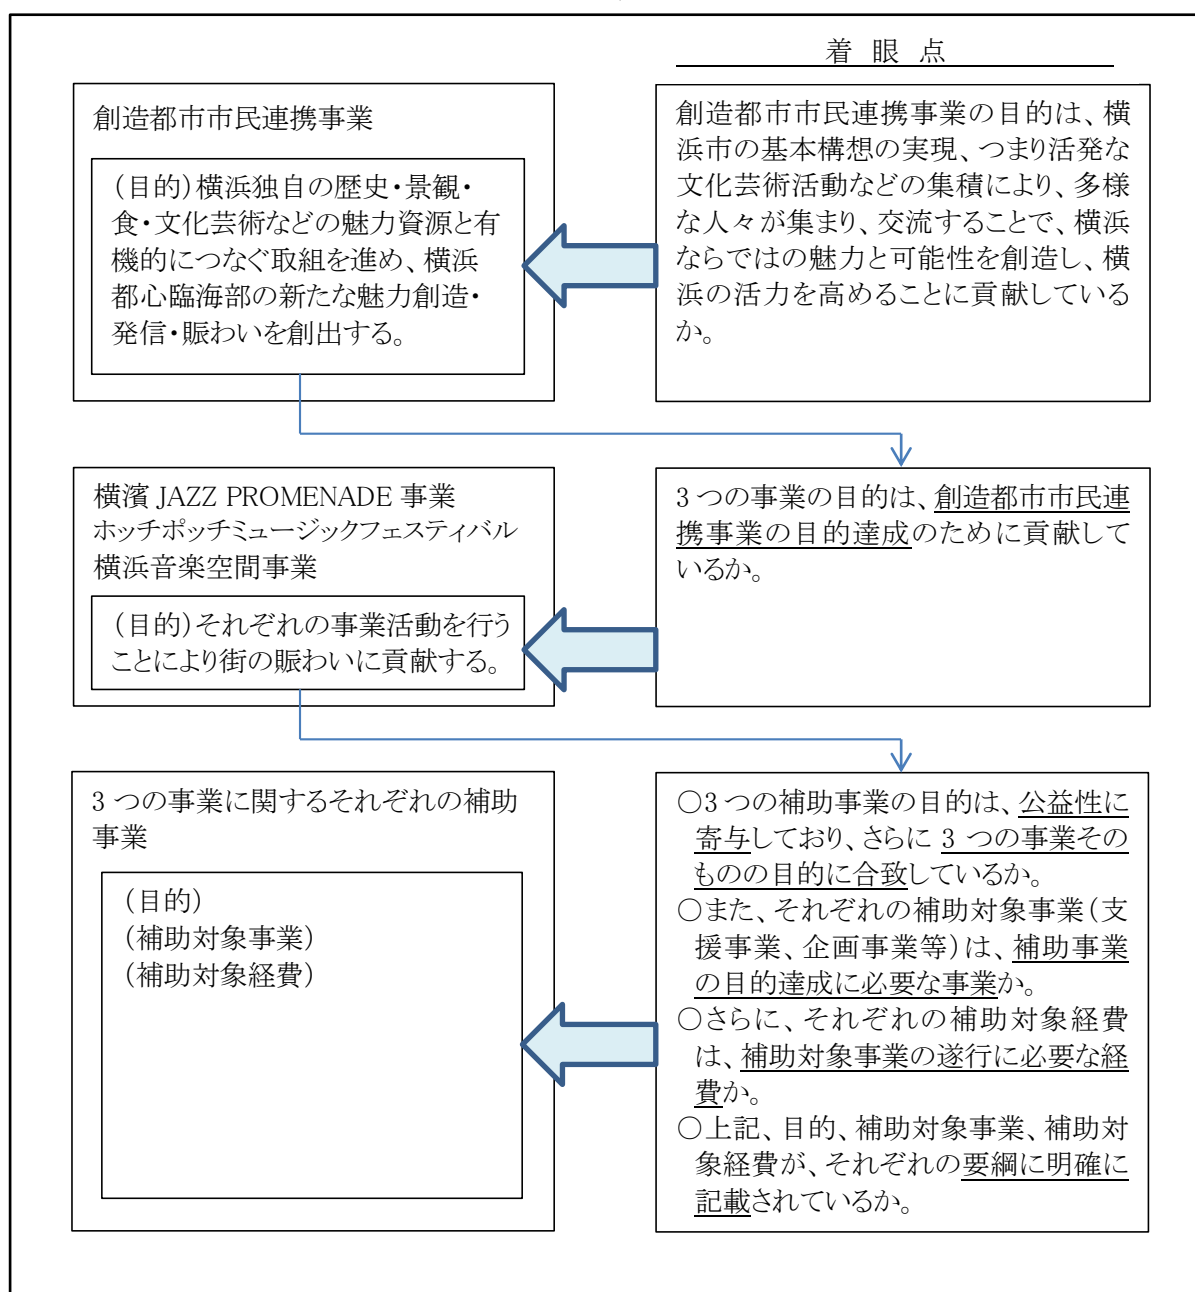 着 眼 点
創造都市市民連携事業
(目的)横浜独自の歴史・景観・
食・文化芸術などの魅力資源と有
機的につなぐ取組を進め、横浜
都心臨海部の新たな魅力創造・
発信・賑わいを創出する。
創造都市市民連携事業の目的は、横
浜市の基本構想の実現、つまり活発な
文化芸術活動などの集積により、多様
な人々が集まり、交流することで、横浜
ならではの魅力と可能性を創造し、横
浜の活力を高めることに貢献している
か。
横濱 JAZZ PROMENADE 事業
ホッチポッチミュージックフェスティバル
横浜音楽空間事業
(目的)それぞれの事業活動を行う
ことにより街の賑わいに貢献する。
3 つの事業の目的は、創造都市市民連
携事業の目的達成のために貢献して
いるか。
3 つの事業に関するそれぞれの補助
事業
(目的)
(補助対象事業)
(補助対象経費)
○3 つの補助事業の目的は、公益性に
寄与しており、さらに 3 つの事業その
ものの目的に合致しているか。
○また、それぞれの補助対象事業(支
援事業、企画事業等)は、補助事業
の目的達成に必要な事業か。
○さらに、それぞれの補助対象経費
は、補助対象事業の遂行に必要な経
費か。
○上記、目的、補助対象事業、補助対
象経費が、それぞれの要綱に明確に
記載されているか。